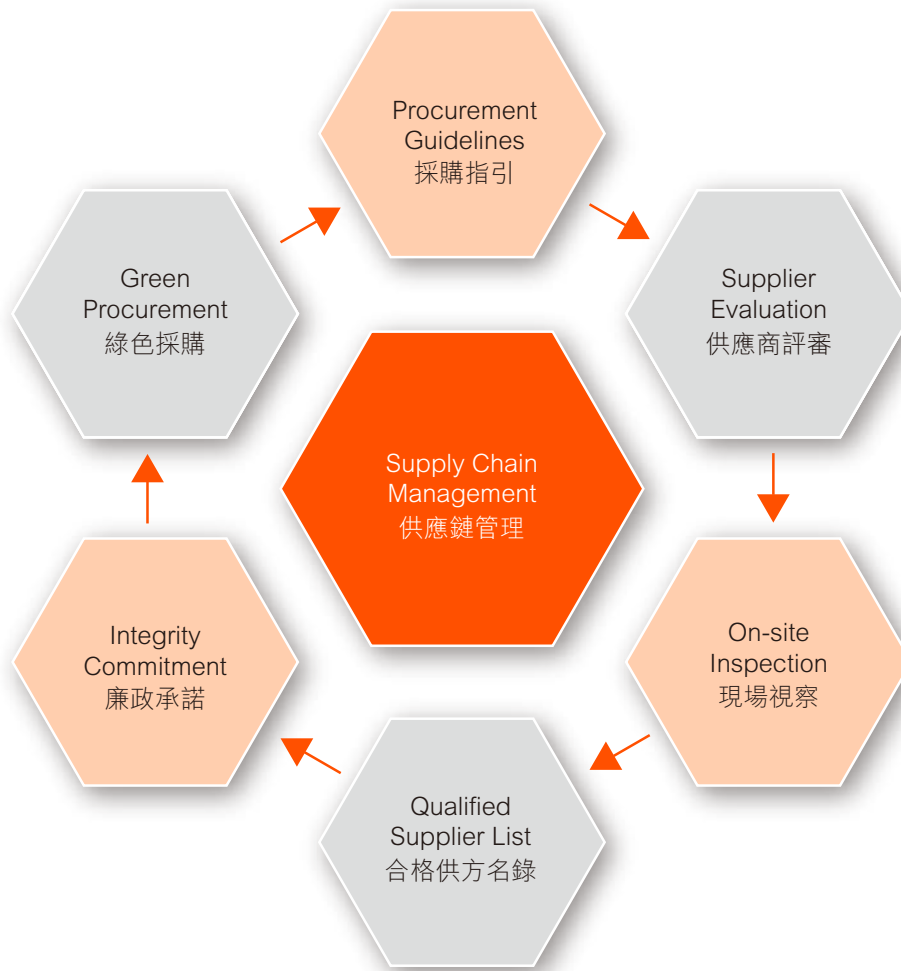 Procurement
Guidelines
採購指引
Supplier
Evaluation
供應商評審
On-site
Inspection
現場視察
Qualified
Supplier List
合格供方名錄
Integrity
Commitment
廉政承諾
Green
Procurement
綠色採購
Supply Chain
Management
供應鏈管理